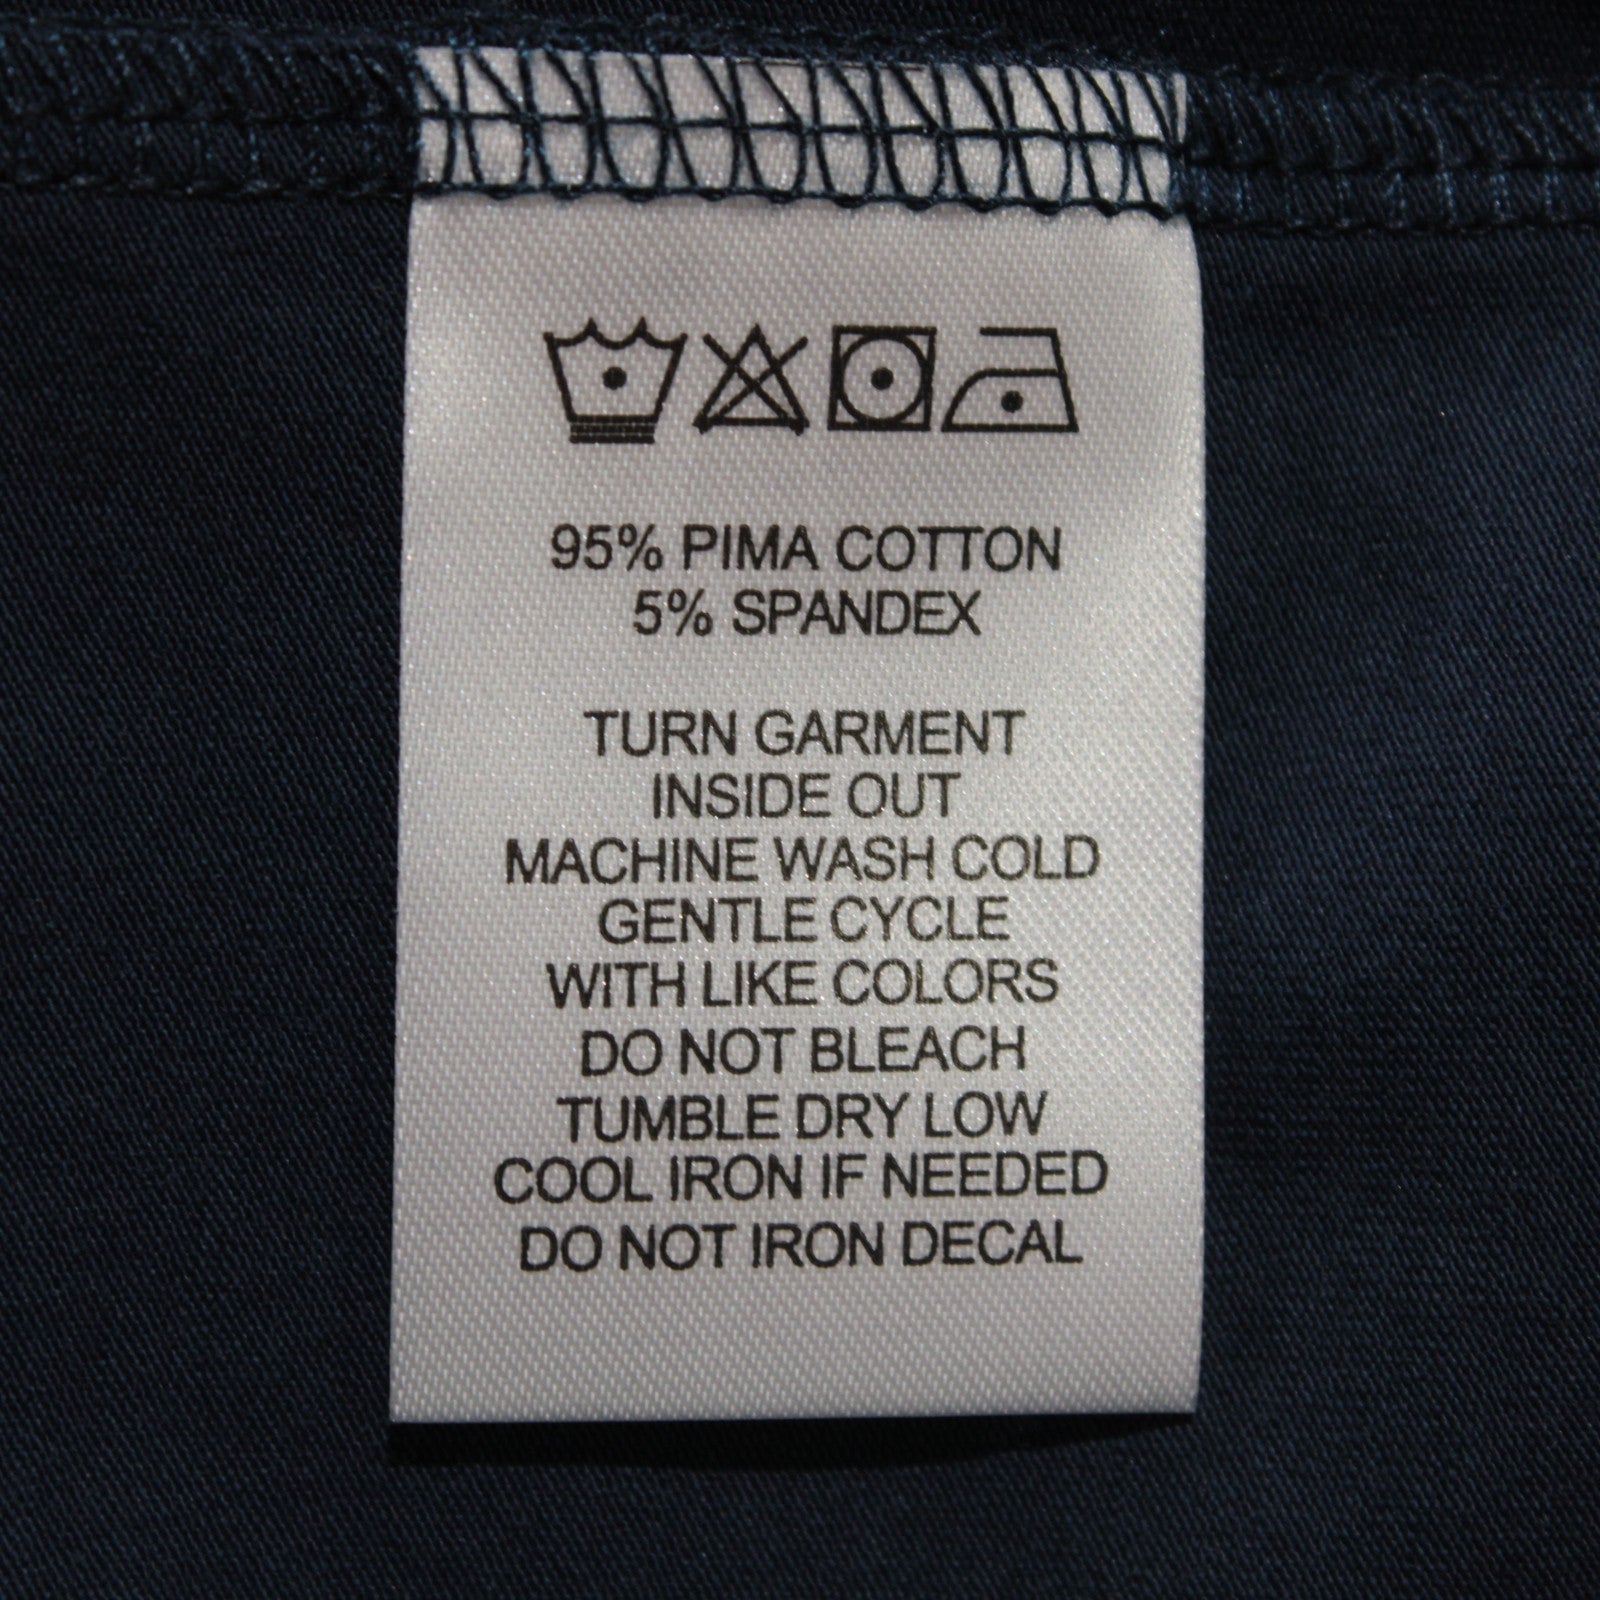 95% PIMA COTTON
5% SPANDEX
TURN GARMENT
INSIDE OUT
MACHINE WASH COLD
GENTLE CYCLE
WITH LIKE COLORS
DO NOT BLEACH
TUMBLE DRY LOW
COOL IRON IF NEEDED
DO NOT IRON DECAL